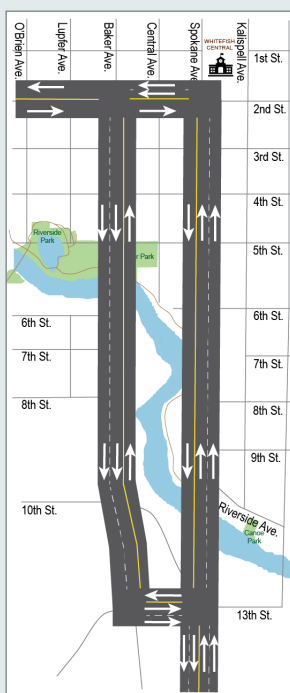 O'Brien Ave.
Lupfer Ave.
Baker Ave.
Central Ave.
Spokane Ave.
Kalispell Ave.
WHITEFISH
CENTRAL
1st St.
2nd St.
3rd St.
4th St.
Riverside
Park
r Park
5th St.
6th St.
6th St.
7th St.
7th St.
8th St.
8th St.
9th St.
10th St.
Riverside Ave.
Canoe
Park
13th St.